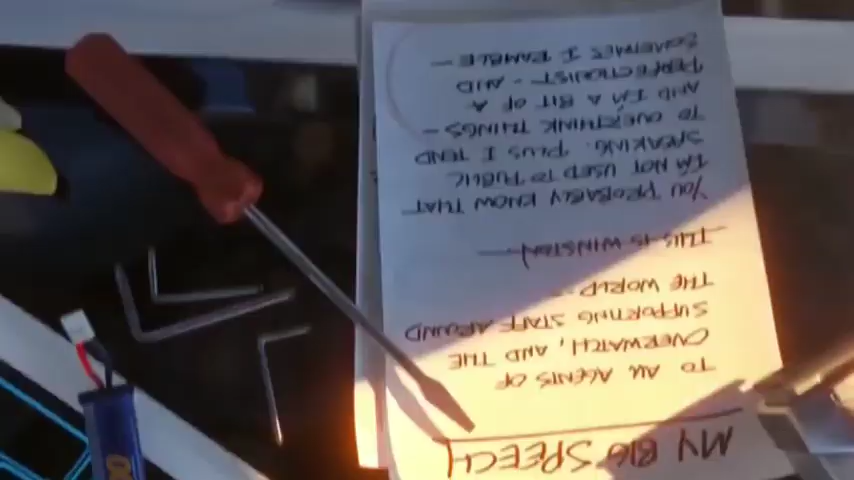 MY BIG SPEECH
TO ALL AGENTS OF
OVERWATCH, AND THE
SUPPORTING STAFF AROUND
THE WORLD -
THIS IS WINSTON
YOU PROBABLY KNOW THAT
I'M NOT USED TO PUBLIC
SPEAKING. PLUS I TEND
TO OVERTHINK THINGS -
AND I'M A BIT OF A
PERFECTIONIST - AND
SOMETIMES I RAMBLE -